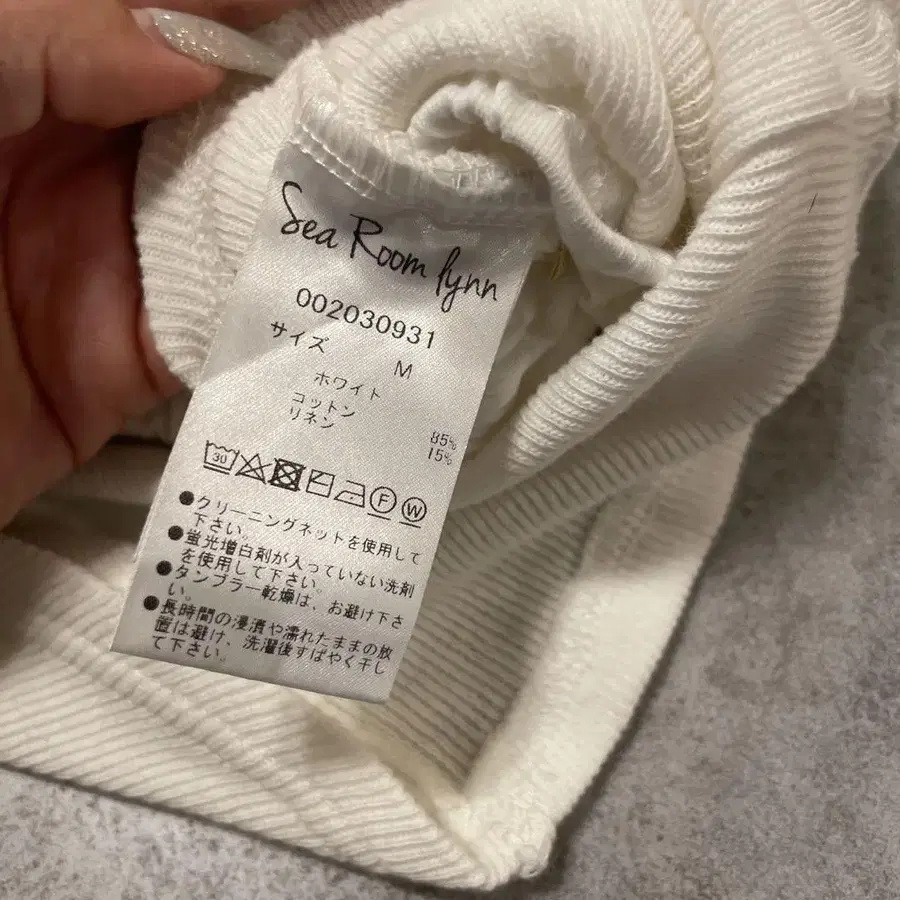 Sea Room lynn
002030931
サイズ
M
ホワイト
コットン 85%
リネン 15%
30
F
W
●クリーニングネットを使用して
下さい。
●蛍光増白剤が入っていない洗剤
を使用して下さい。
●タンブラー乾燥は、お避け下さ
い。
●長時間の浸漬や濡れたままの放
置は避け、洗濯後すばやく干し
て下さい。